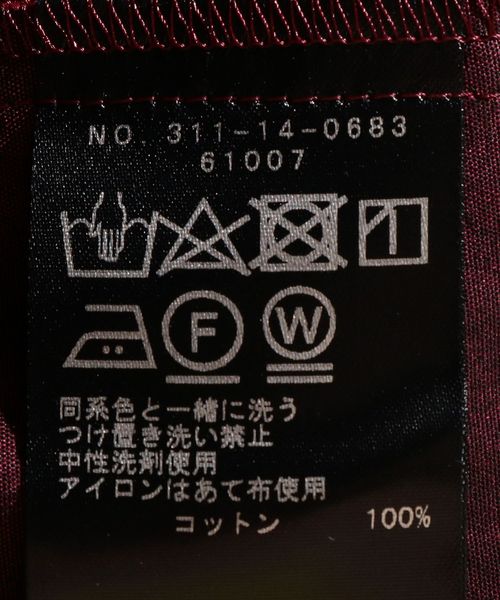 NO. 311-14-0683
61007
F W
同系色と一緒に洗う
つけ置き洗い禁止
中性洗剤使用
アイロンはあて布使用
コットン 100%